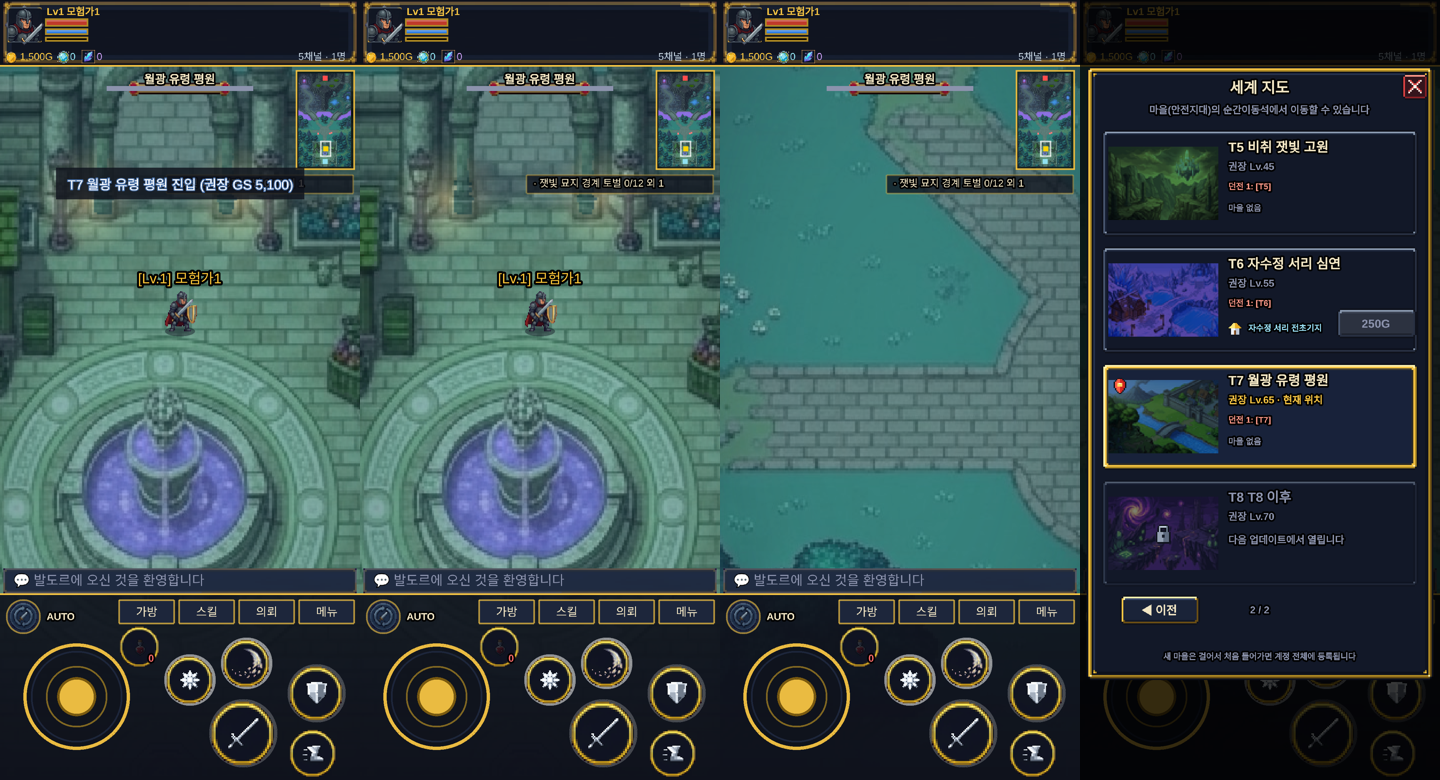 Lv1 모험가1
1,500G 0 0
5채널 · 1명
월광 유령 평원
T7 월광 유령 평원 진입 (권장 GS 5,100)
1
[Lv.1] 모험가1
💬 발도르에 오신 것을 환영합니다
AUTO
가방
스킬
의뢰
메뉴
0
Lv1 모험가1
1,500G 0 0
5채널 · 1명
월광 유령 평원
· 잿빛 묘지 경계 토벌 0/12 외 1
[Lv.1] 모험가1
💬 발도르에 오신 것을 환영합니다
AUTO
가방
스킬
의뢰
메뉴
0
Lv1 모험가1
1,500G 0 0
5채널 · 1명
월광 유령 평원
· 잿빛 묘지 경계 토벌 0/12 외 1
💬 발도르에 오신 것을 환영합니다
AUTO
가방
스킬
의뢰
메뉴
0
Lv1 모험가1
1,500G 0 0
5채널 · 1명
세계 지도
마을(안전지대)의 순간이동석에서 이동할 수 있습니다
T5 비취 잿빛 고원
권장 Lv.45
던전 1: [T5]
마을 없음
T6 자수정 서리 심연
권장 Lv.55
던전 1: [T6]
자수정 서리 전초기지
250G
T7 월광 유령 평원
권장 Lv.65 · 현재 위치
던전 1: [T7]
마을 없음
T8 T8 이후
권장 Lv.70
다음 업데이트에서 열립니다
◀ 이전
2 / 2
새 마을은 걸어서 처음 들어가면 계정 전체에 등록됩니다